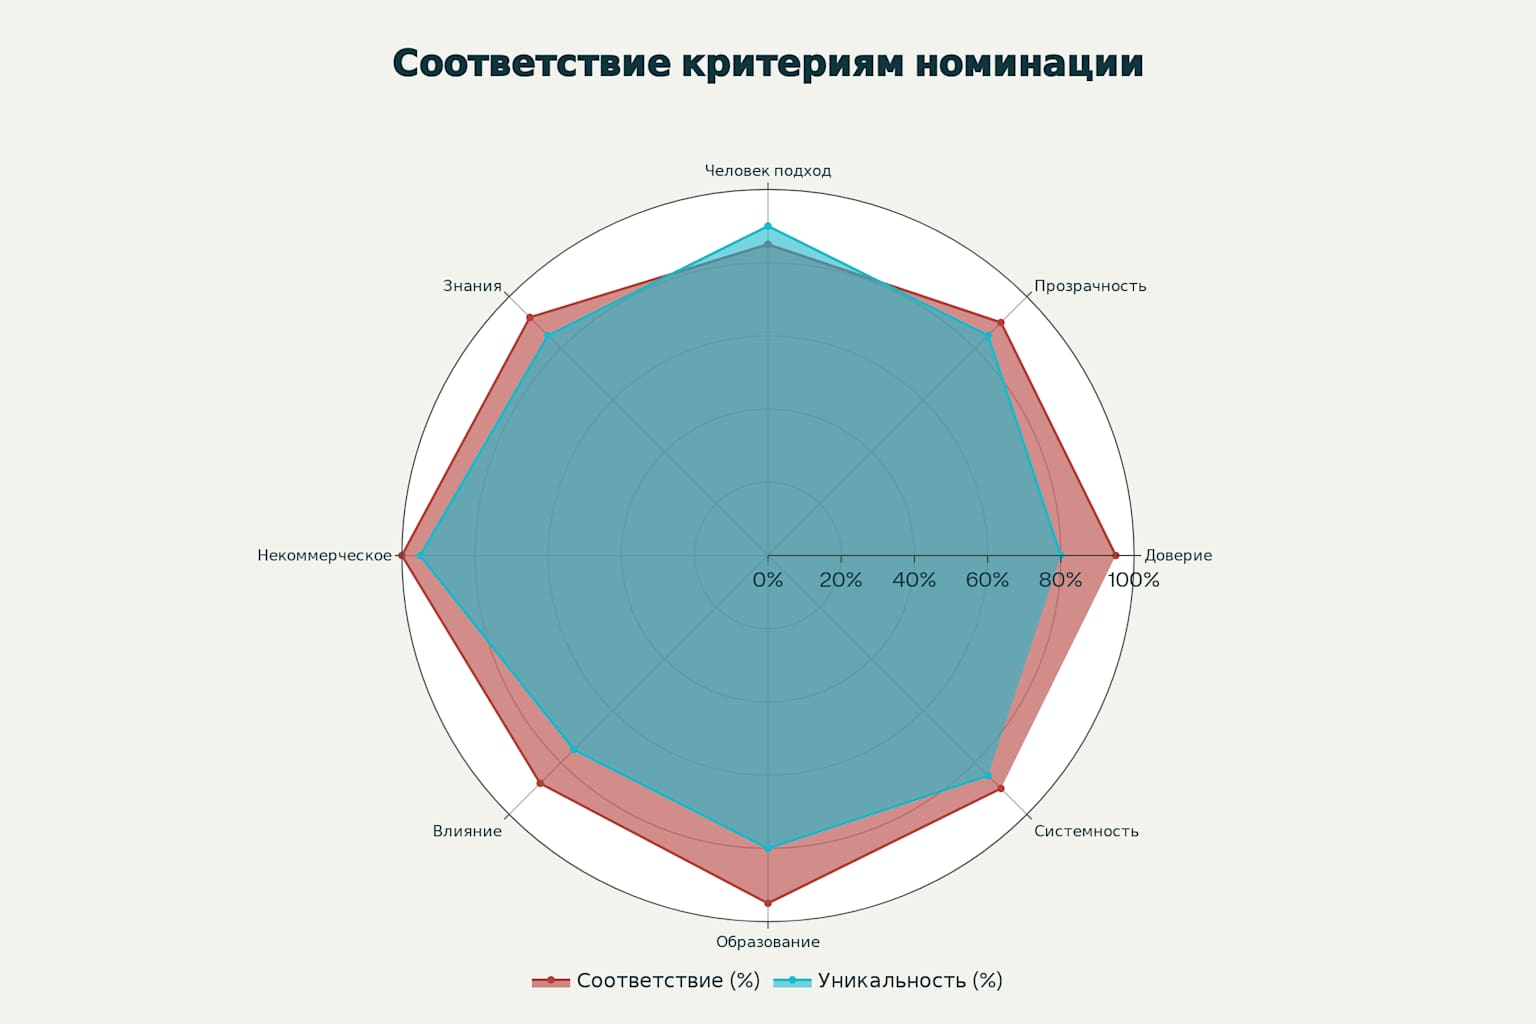 Соответствие критериям номинации
Человек подход
Знания
Прозрачность
Некоммерческое
Доверие
0% 20% 40% 60% 80% 100%
Влияние
Системность
Образование
Соответствие (%) Уникальность (%)